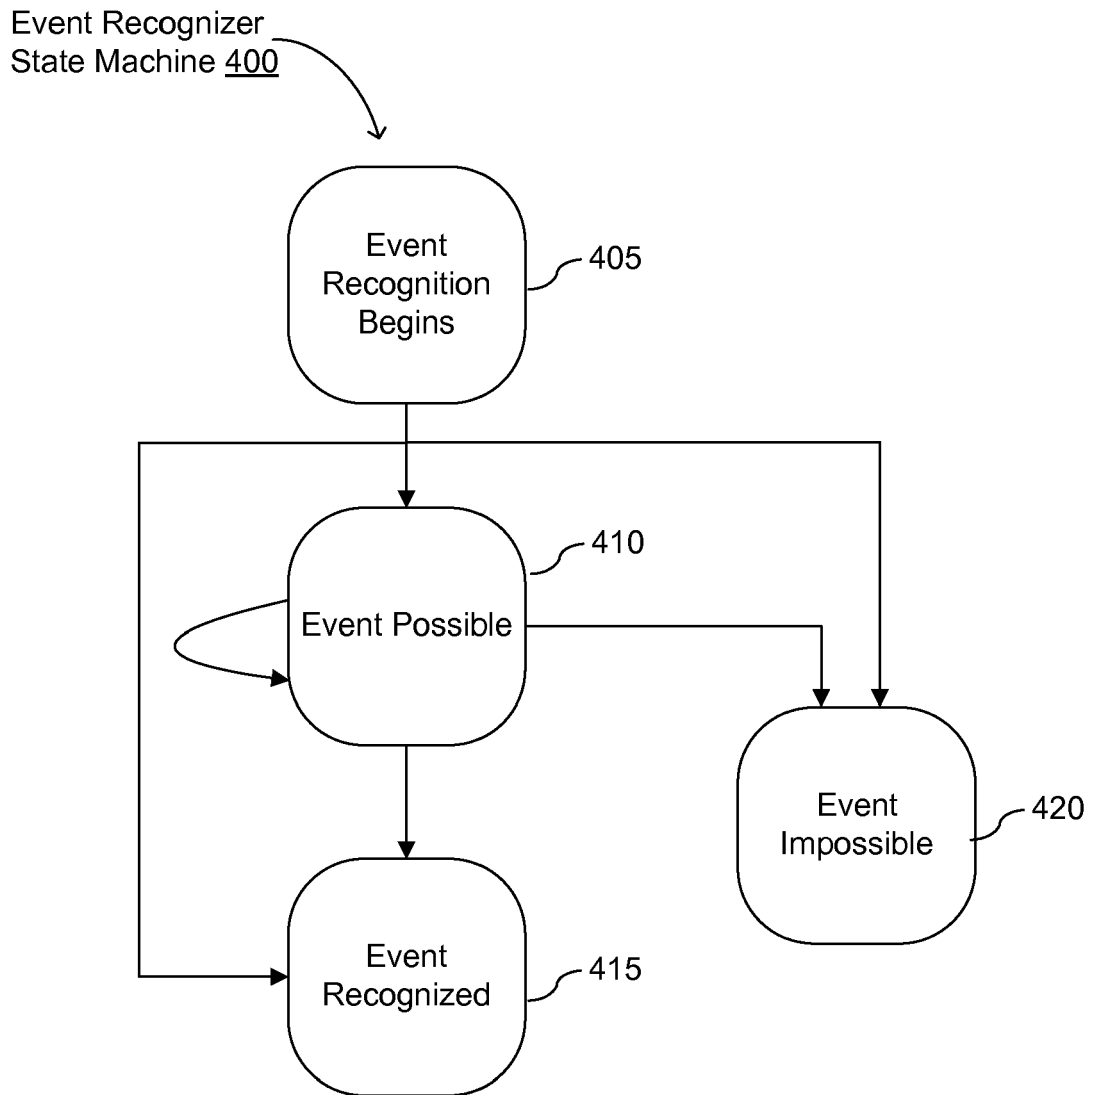 Event Recognizer
State Machine 400
Event
Recognition
Begins
405
410
Event Possible
Event
Impossible
420
Event
Recognized
415